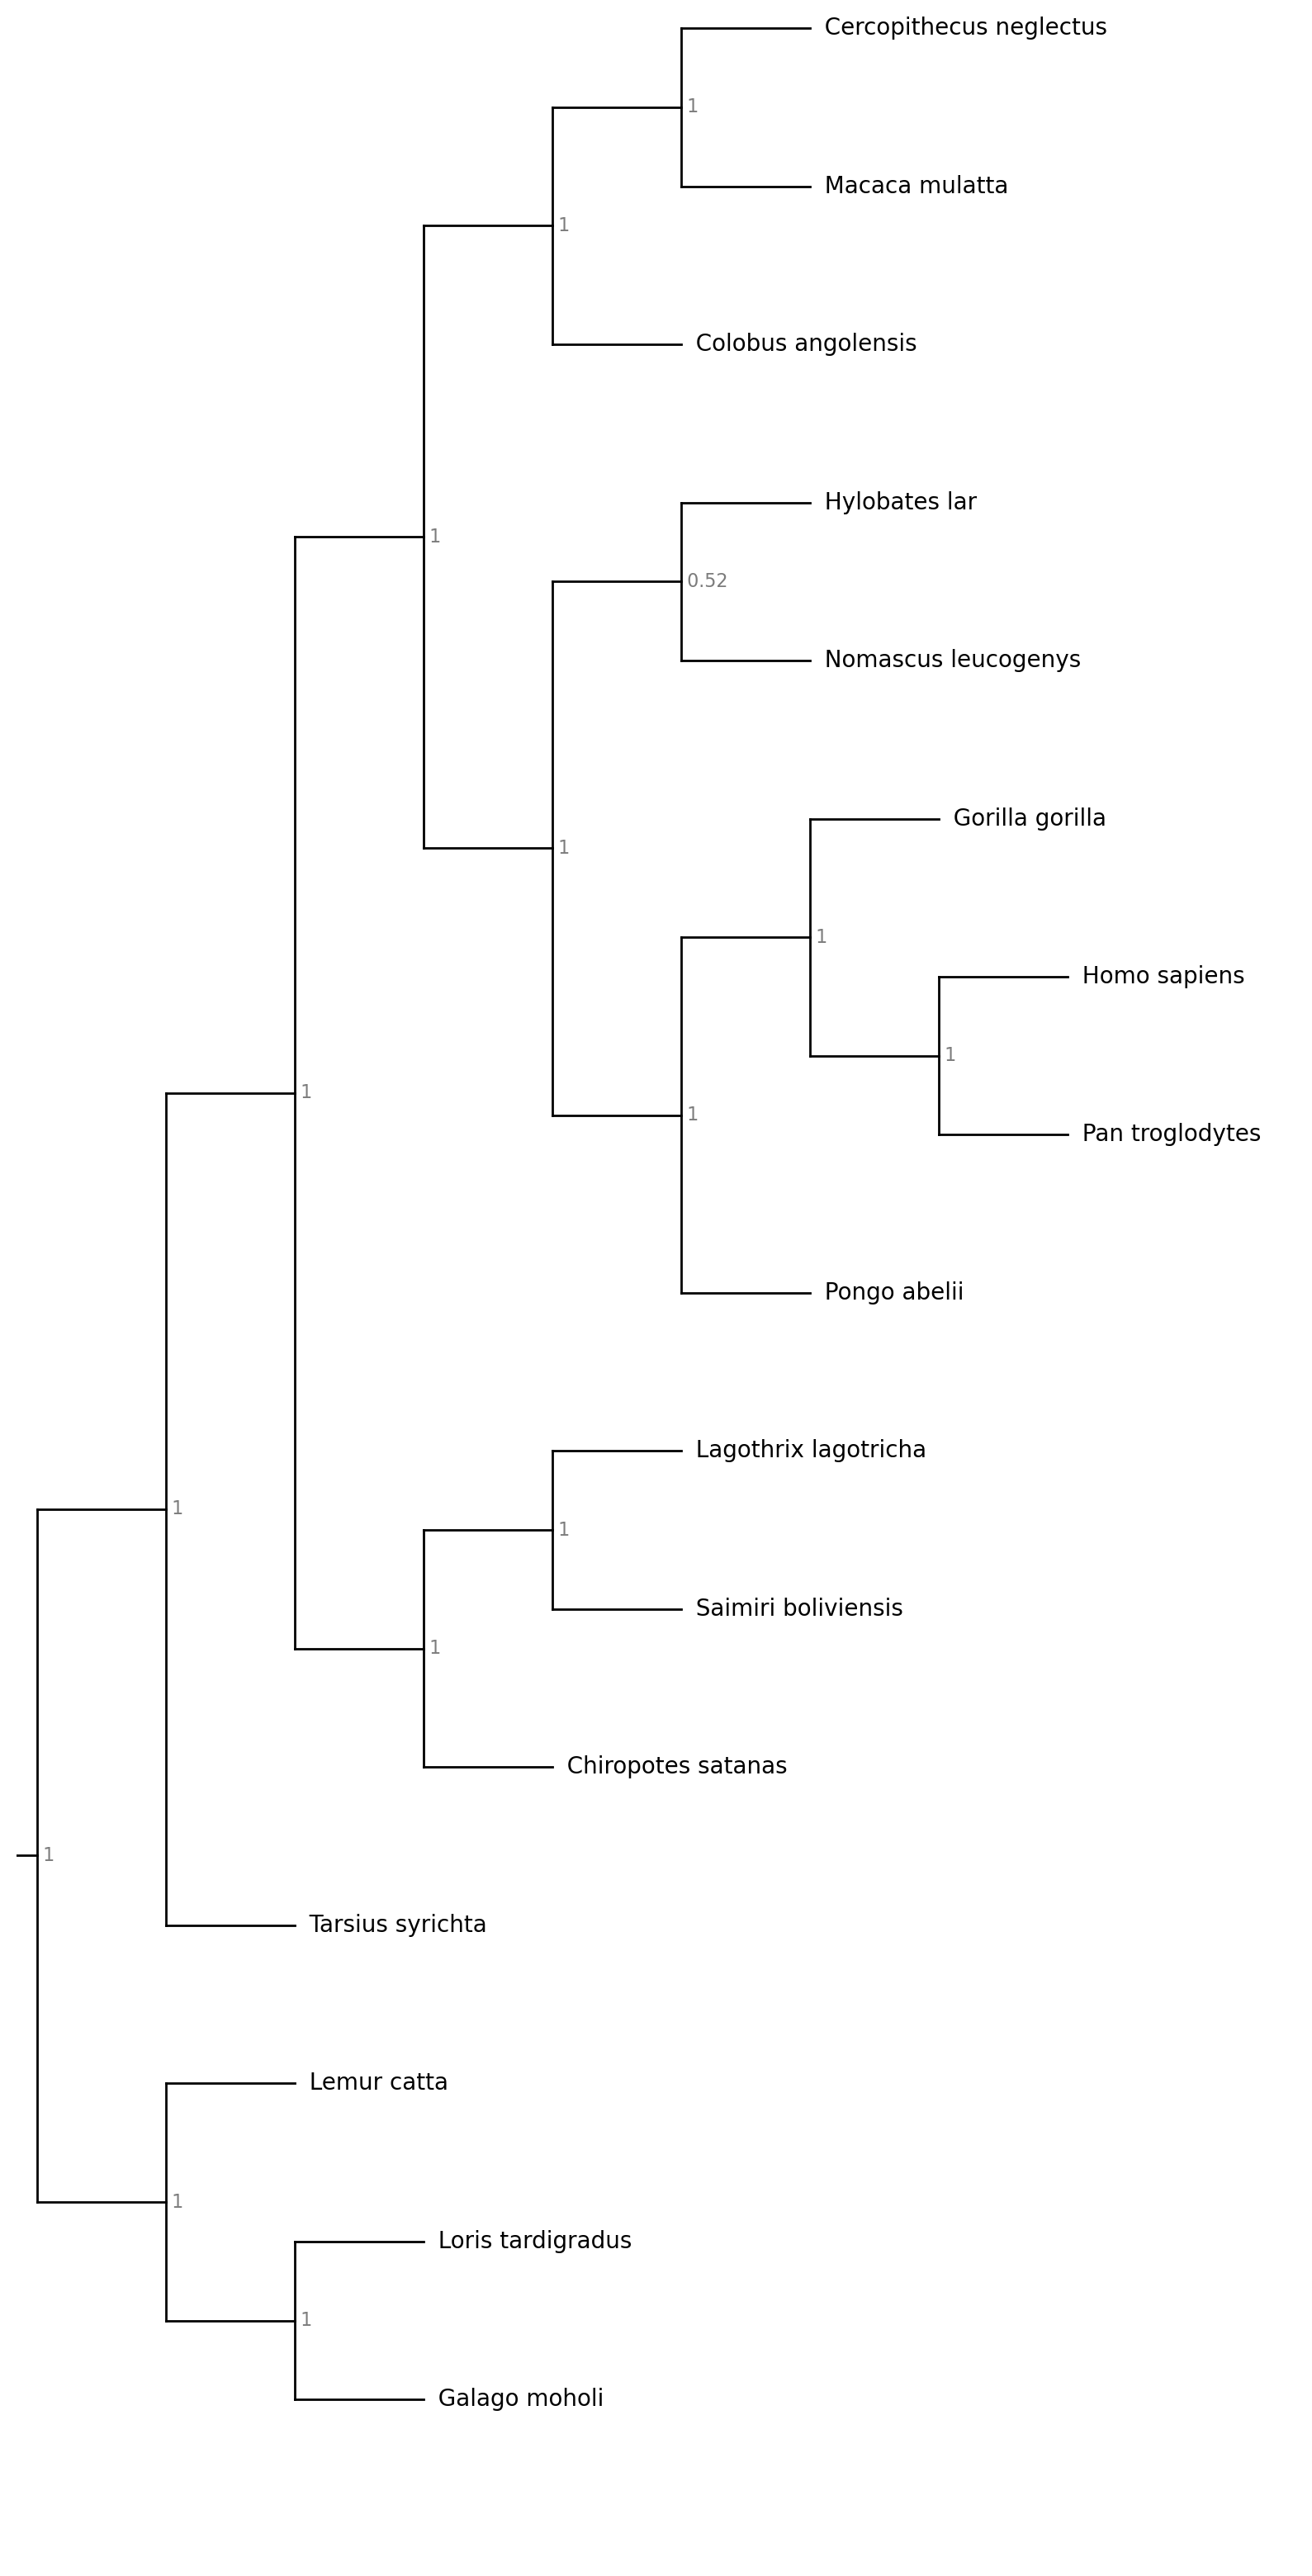 Cercopithecus neglectus
1
Macaca mulatta
1
Colobus angolensis
Hylobates lar
1
0.52
Nomascus leucogenys
Gorilla gorilla
1
1
Homo sapiens
1
1
1
Pan troglodytes
Pongo abelii
Lagothrix lagotricha
1
1
Saimiri boliviensis
1
Chiropotes satanas
1
Tarsius syrichta
Lemur catta
1
Loris tardigradus
1
Galago moholi